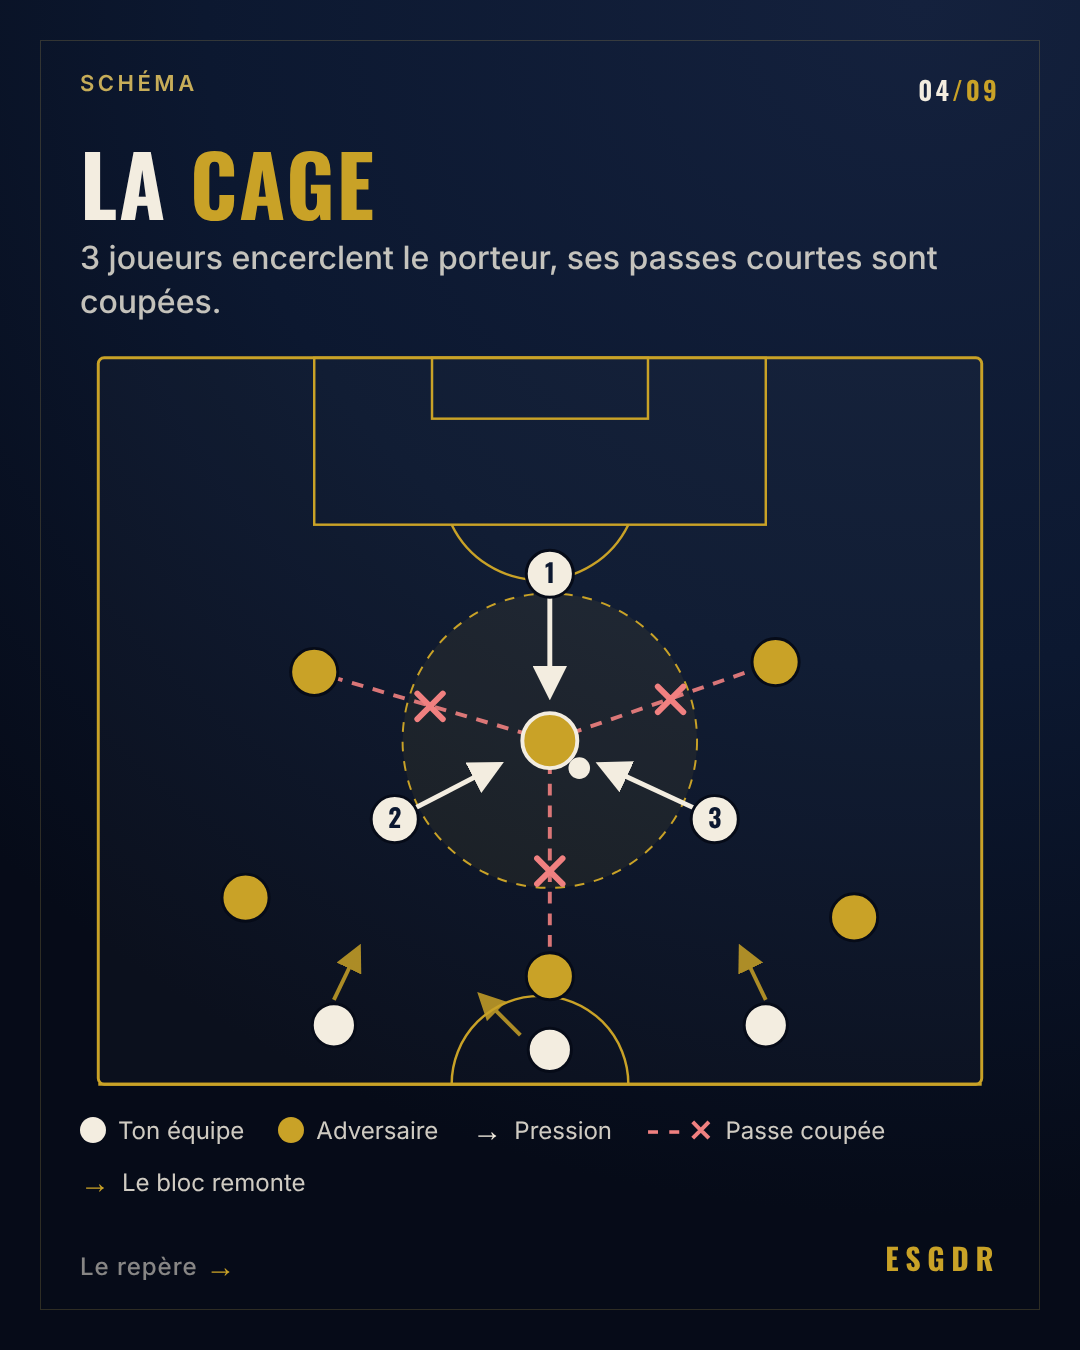 SCHÉMA
04/09
LA CAGE
3 joueurs encerclent le porteur, ses passes courtes sont
coupées.
1
2
3
Ton équipe
Adversaire
→ Pression
Passe coupée
→ Le bloc remonte
Le repère →
ESGDR